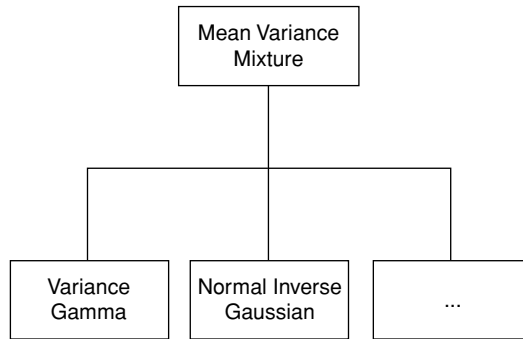 Mean Variance
Mixture
Variance
Gamma
Normal Inverse
Gaussian
...